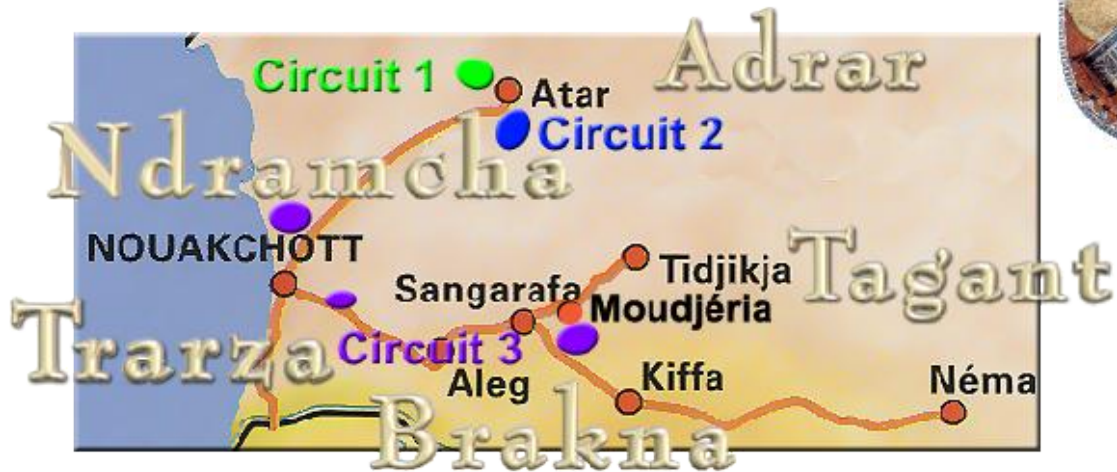 Adrar
Circuit 1
Atar
Circuit 2
Ndramcha
NOUAKCHOTT
Tidjikja
Tagant
Sangarafa
Moudjéria
Trarza
Circuit 3
Aleg
Kiffa
Néma
Brakna